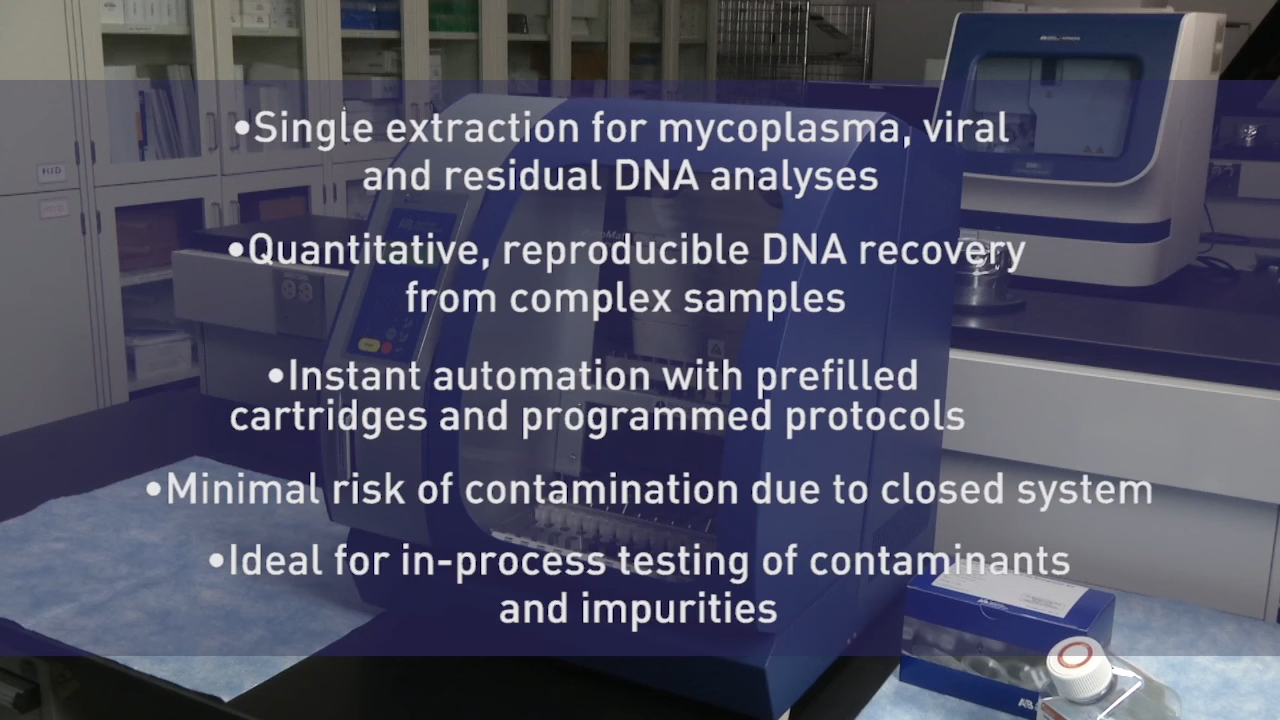 •Single extraction for mycoplasma, viral
and residual DNA analyses
•Quantitative, reproducible DNA recovery
from complex samples
•Instant automation with prefilled
cartridges and programmed protocols
•Minimal risk of contamination due to closed system
•Ideal for in-process testing of contaminants
and impurities
HID
AB